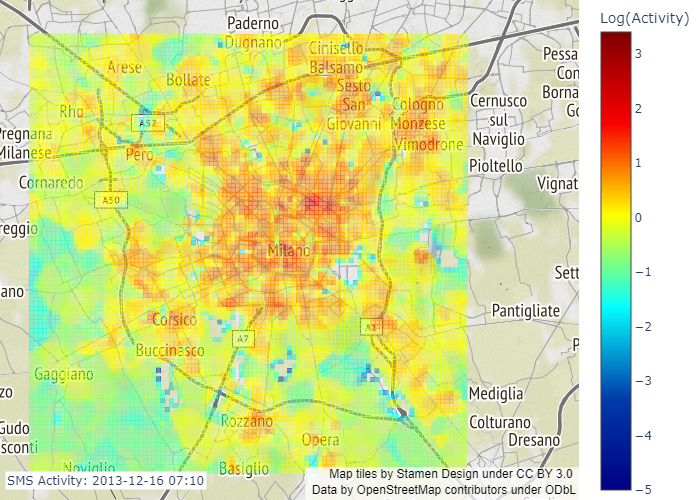 Log(Activity)
Paderno
Dugnano
Cinisello
Balsamo
Arese
Bollate
Sesto
San
Giovanni
Rho
Cologno
Monzese
Vimodrone
Cernusco
sul
Naviglio
Pioltello
A52
Pregnana
Milanese
Pero
Cornaredo
A50
Vignat
reggio
Milano
Sett
ano
Pantigliate
Corsico
A7
A1
Buccinasco
Gaggiano
Mediglia
Colturano
Dresano
Rozzano
Opera
Gudo
sconti
Noviglio
Basiglio
Pessa
Con
Borna
Go
zo
P
3
2
1
0
−1
−2
−3
−4
−5
SMS Activity: 2013-12-16 07:10
Map tiles by Stamen Design under CC BY 3.0
Data by OpenStreetMap contributors under ODbL